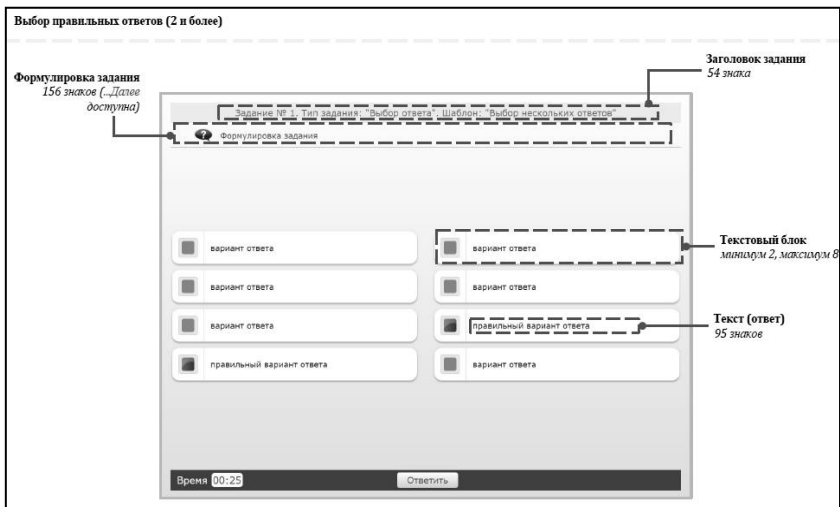 Выбор правильных ответов (2 и более)
Заголовок задания
54 знака
Формулировка задания
156 знаков (...Далее
доступна)
Задание № 1. Тип задания: "Выбор ответа". Шаблон: "Выбор нескольких ответов"
? Формулировка задания
вариант ответа
вариант ответа
Текстовый блок
минимум 2, максимум 8
вариант ответа
вариант ответа
вариант ответа
правильный вариант ответа
Текст (ответ)
95 знаков
правильный вариант ответа
вариант ответа
Время 00:25
Ответить